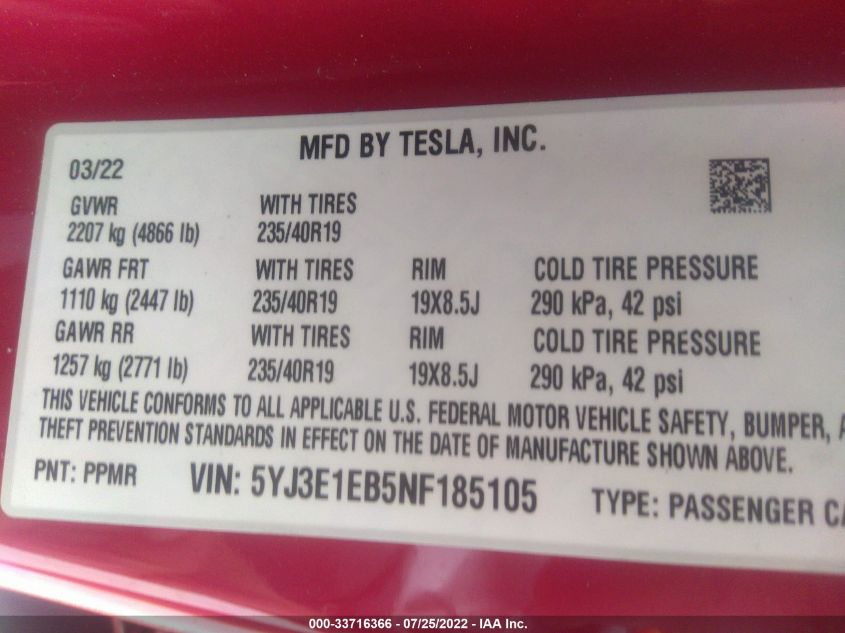 MFD BY TESLA, INC.
03/22
GVWR WITH TIRES
2207 kg (4866 lb) 235/40R19
GAWR FRT WITH TIRES RIM COLD TIRE PRESSURE
1110 kg (2447 lb) 235/40R19 19X8.5J 290 kPa, 42 psi
GAWR RR WITH TIRES RIM COLD TIRE PRESSURE
1257 kg (2771 lb) 235/40R19 19X8.5J 290 kPa, 42 psi
THIS VEHICLE CONFORMS TO ALL APPLICABLE U.S. FEDERAL MOTOR VEHICLE SAFETY, BUMPER,
THEFT PREVENTION STANDARDS IN EFFECT ON THE DATE OF MANUFACTURE SHOWN ABOVE.
PNT: PPMR VIN: 5YJ3E1EB5NF185105 TYPE: PASSENGER
000-33716366 - 07/25/2022 - IAA Inc.